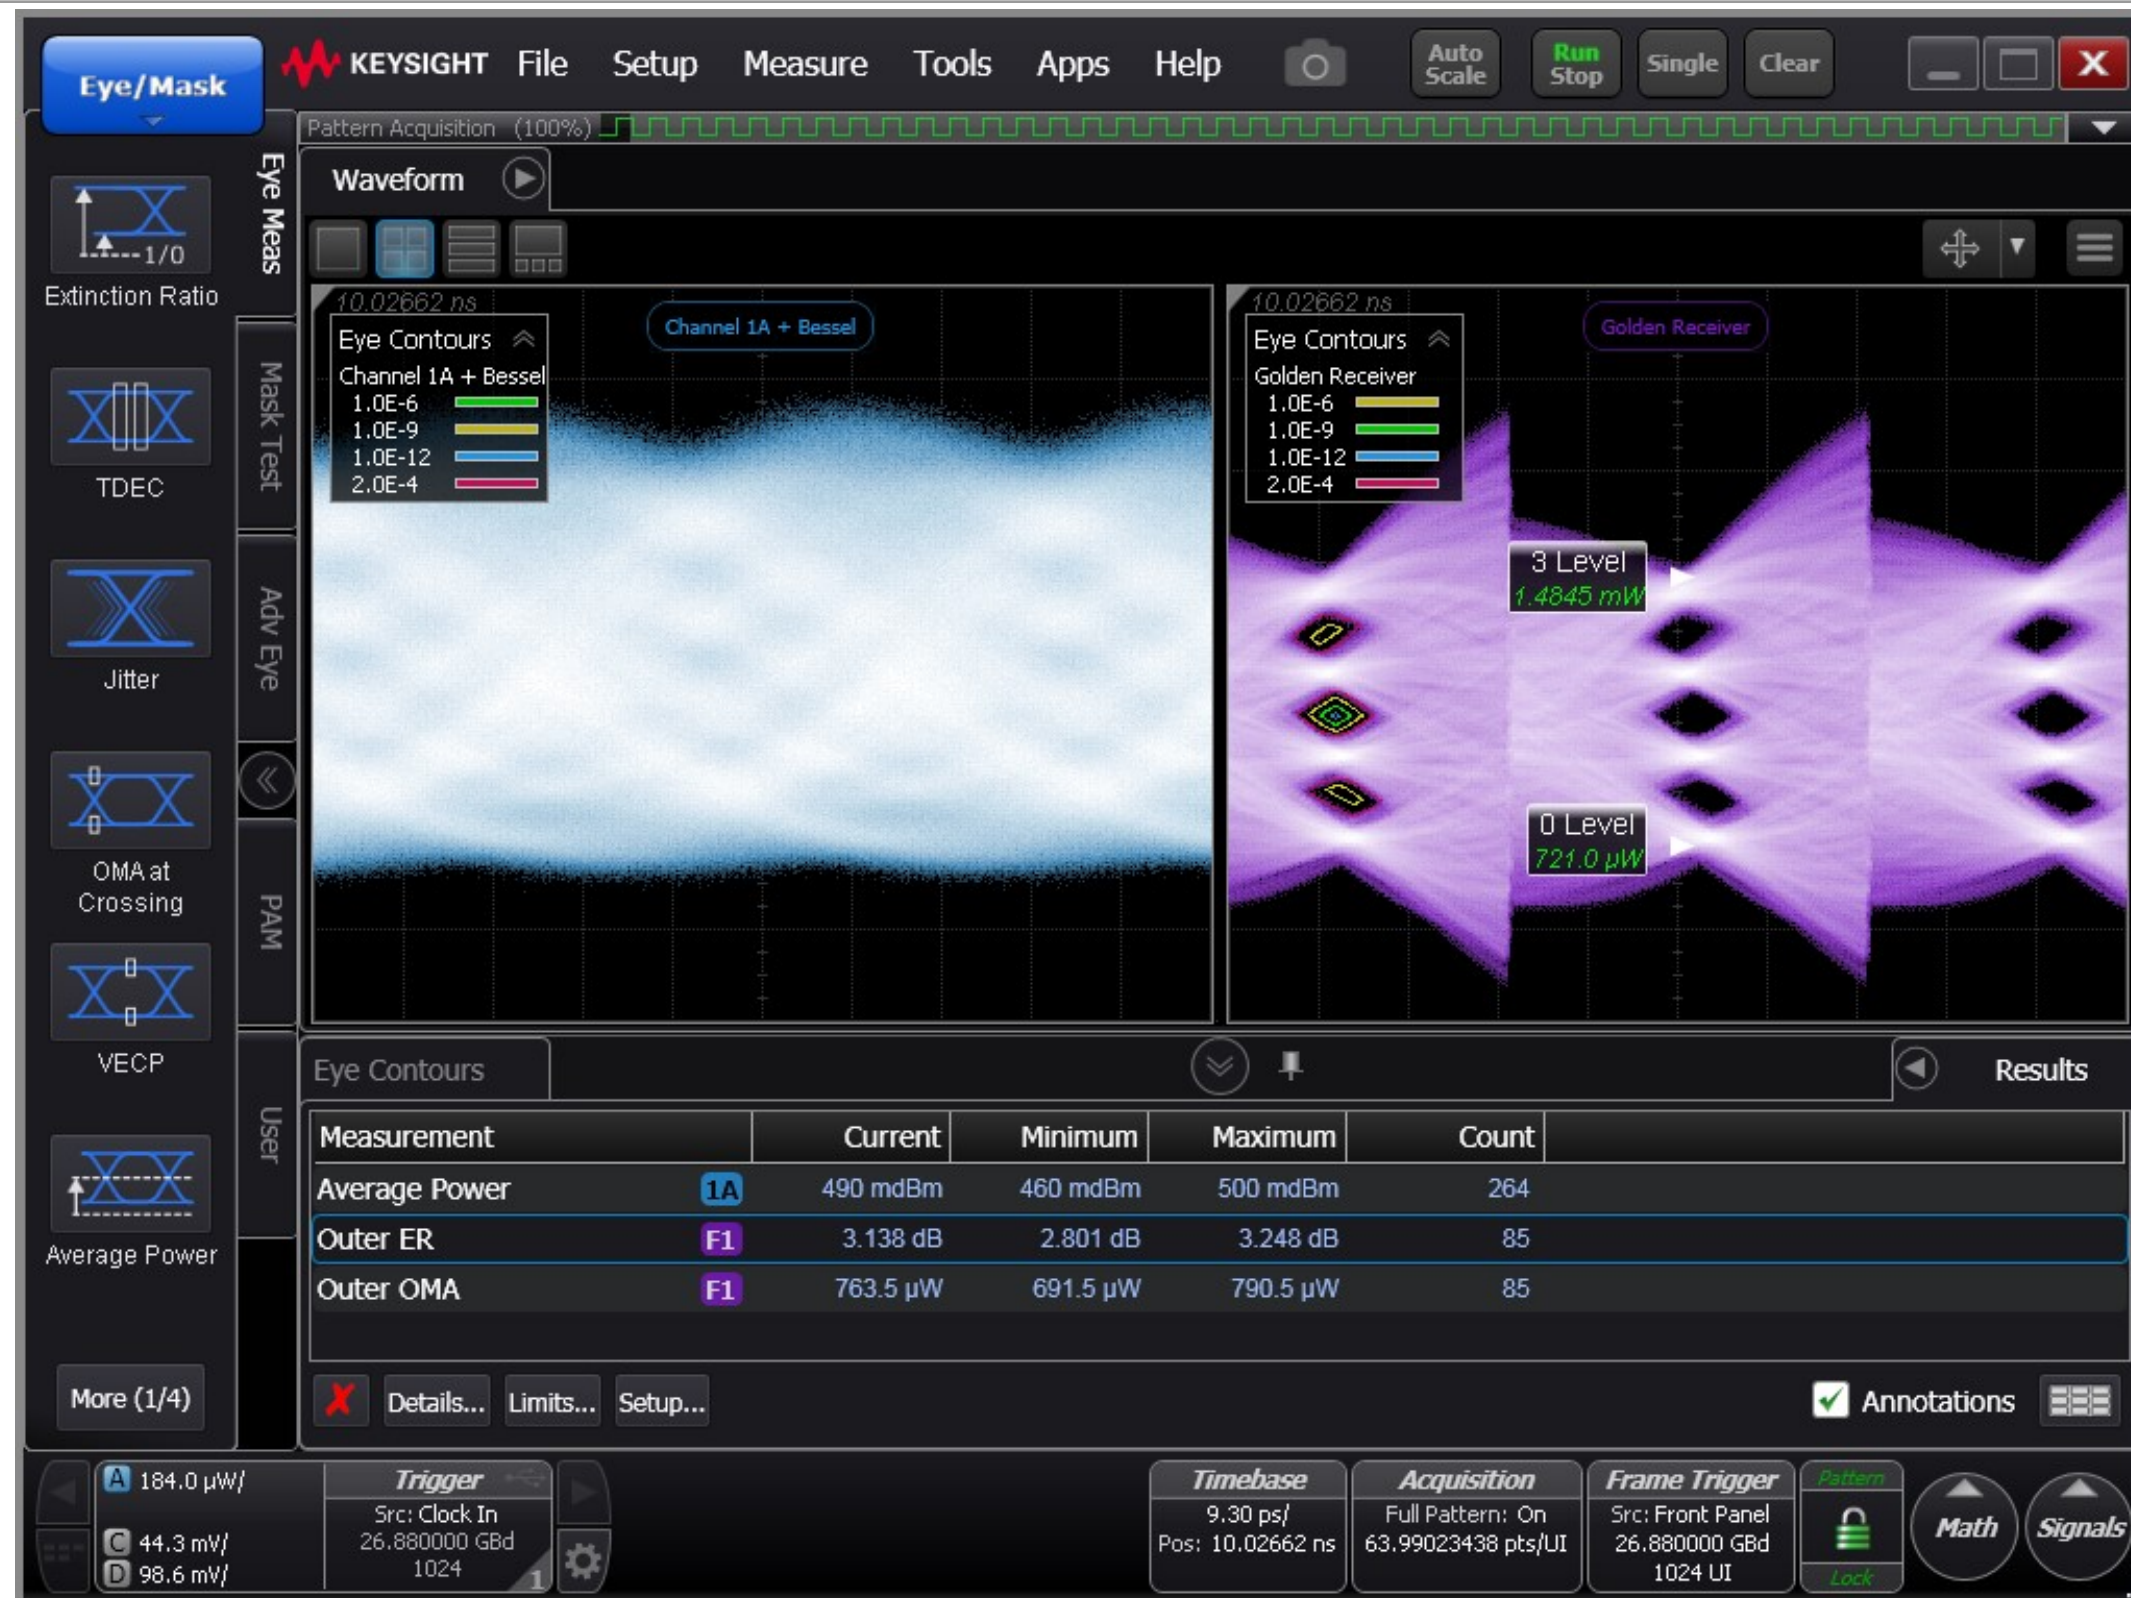 Eye/Mask
KEYSIGHT File Setup Measure Tools Apps Help
Auto Scale
Run Stop
Single
Clear
X
Pattern Acquisition (100%)
Waveform
Eye Meas
Mask Test
Adv Eye
PAM
User
1/0
Extinction Ratio
TDEC
Jitter
OMA at
Crossing
VECP
Average Power
More (1/4)
10.02662 ns
Eye Contours
Channel 1A + Bessel
1.0E-6
1.0E-9
1.0E-12
2.0E-4
Channel 1A + Bessel
10.02662 ns
Eye Contours
Golden Receiver
1.0E-6
1.0E-9
1.0E-12
2.0E-4
Golden Receiver
3 Level
1.4845 mW
0 Level
721.0 µW
Eye Contours
Results
Measurement Current Minimum Maximum Count
Average Power 1A 490 mdBm 460 mdBm 500 mdBm 264
Outer ER F1 3.138 dB 2.801 dB 3.248 dB 85
Outer OMA F1 763.5 µW 691.5 µW 790.5 µW 85
Details... Limits... Setup...
Annotations
A 184.0 µW/
C 44.3 mV/
D 98.6 mV/
Trigger
Src: Clock In
26.880000 GBd
1024
1
Timebase
9.30 ps/
Pos: 10.02662 ns
Acquisition
Full Pattern: On
63.99023438 pts/UI
Frame Trigger
Src: Front Panel
26.880000 GBd
1024 UI
Pattern
Lock
Math
Signals